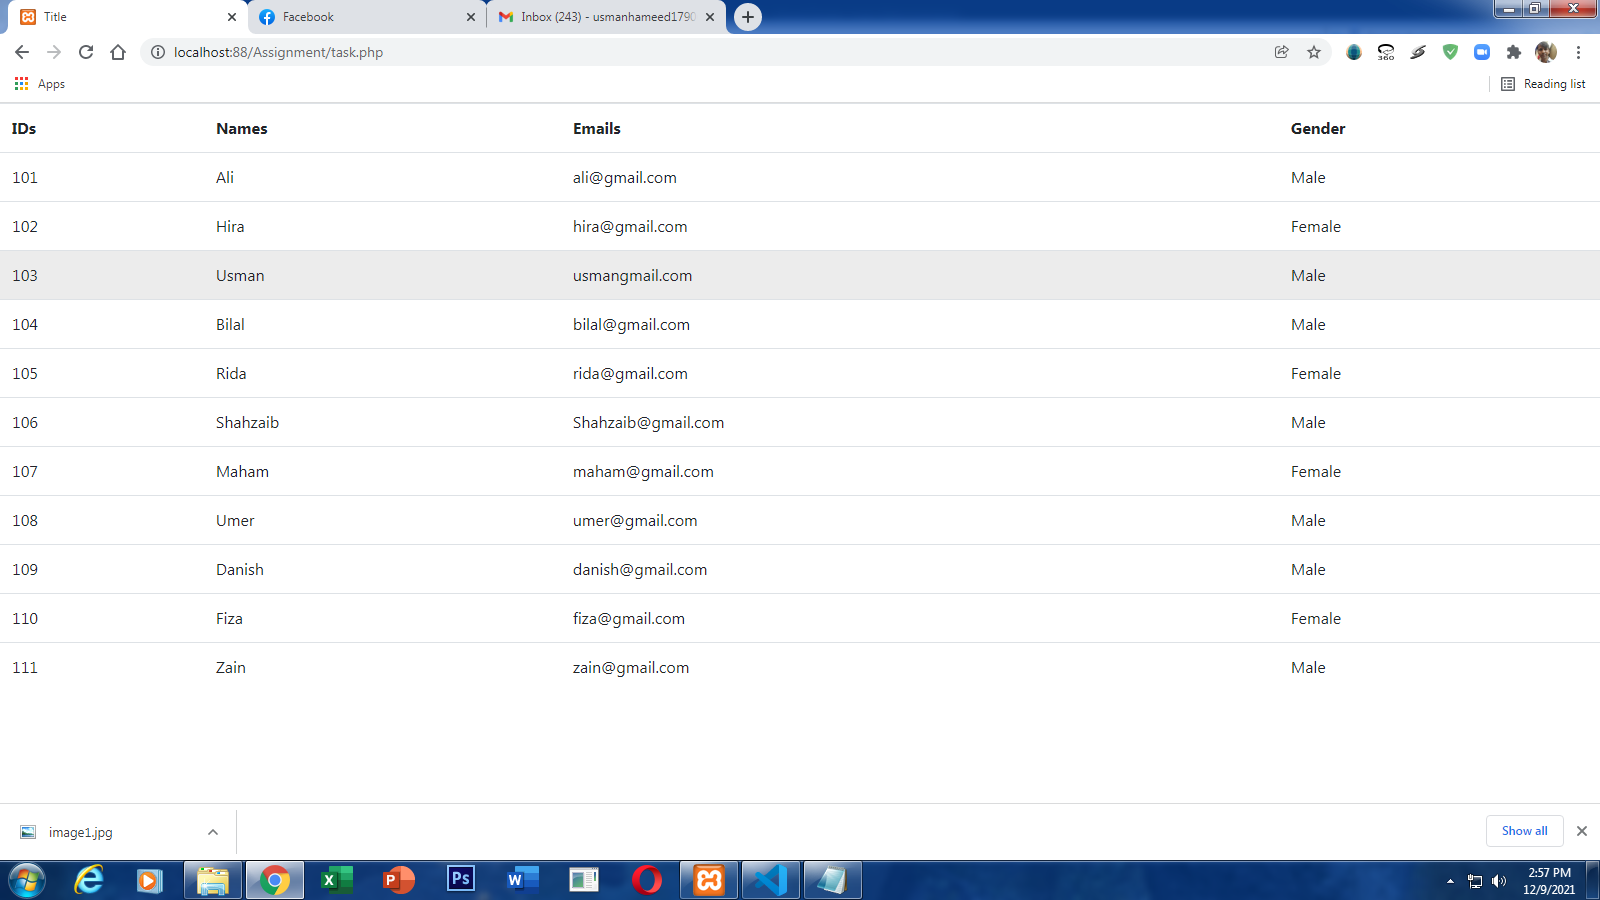 Title
Facebook
Inbox (243) - usmanhameed1790
localhost:88/Assignment/task.php
360
Apps
Reading list
IDs Names Emails Gender
101 Ali ali@gmail.com Male
102 Hira hira@gmail.com Female
103 Usman usmangmail.com Male
104 Bilal bilal@gmail.com Male
105 Rida rida@gmail.com Female
106 Shahzaib Shahzaib@gmail.com Male
107 Maham maham@gmail.com Female
108 Umer umer@gmail.com Male
109 Danish danish@gmail.com Male
110 Fiza fiza@gmail.com Female
111 Zain zain@gmail.com Male
image1.jpg
Show all
Ps
2:57 PM
12/9/2021